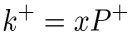 k⁺ = xP⁺